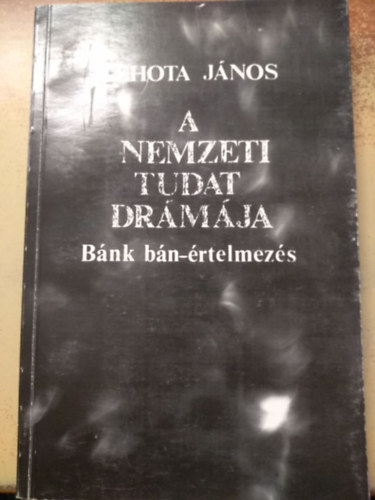 JÁNOS
A
NEMZETI
TUDAT
DRÁMÁJA
Bánk bán-értelmezés